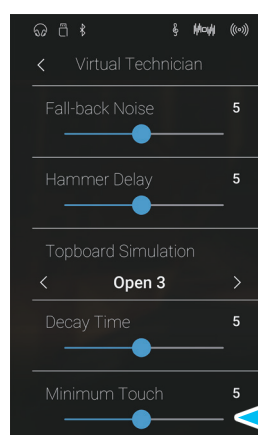 Virtual Technician
Fall-back Noise 5
Hammer Delay 5
Topboard Simulation
Open 3
Decay Time 5
Minimum Touch 5